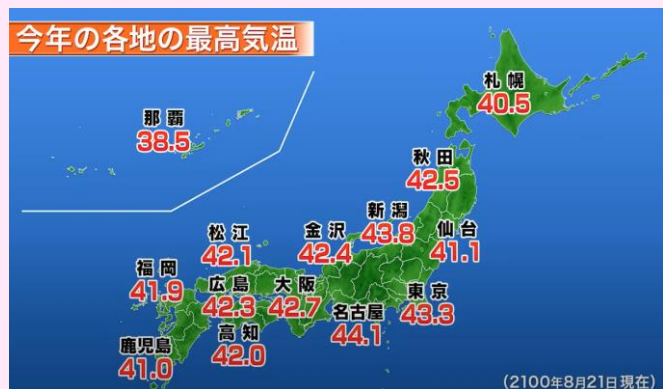 今年の各地の最高気温
札幌
40.5
那覇
38.5
秋田
42.5
新潟
43.8
仙台
41.1
金沢
42.4
松江
42.1
福岡
41.9
広島
42.3
大阪
42.7
東京
43.3
名古屋
44.1
高知
42.0
鹿児島
41.0
(2100年8月21日現在)